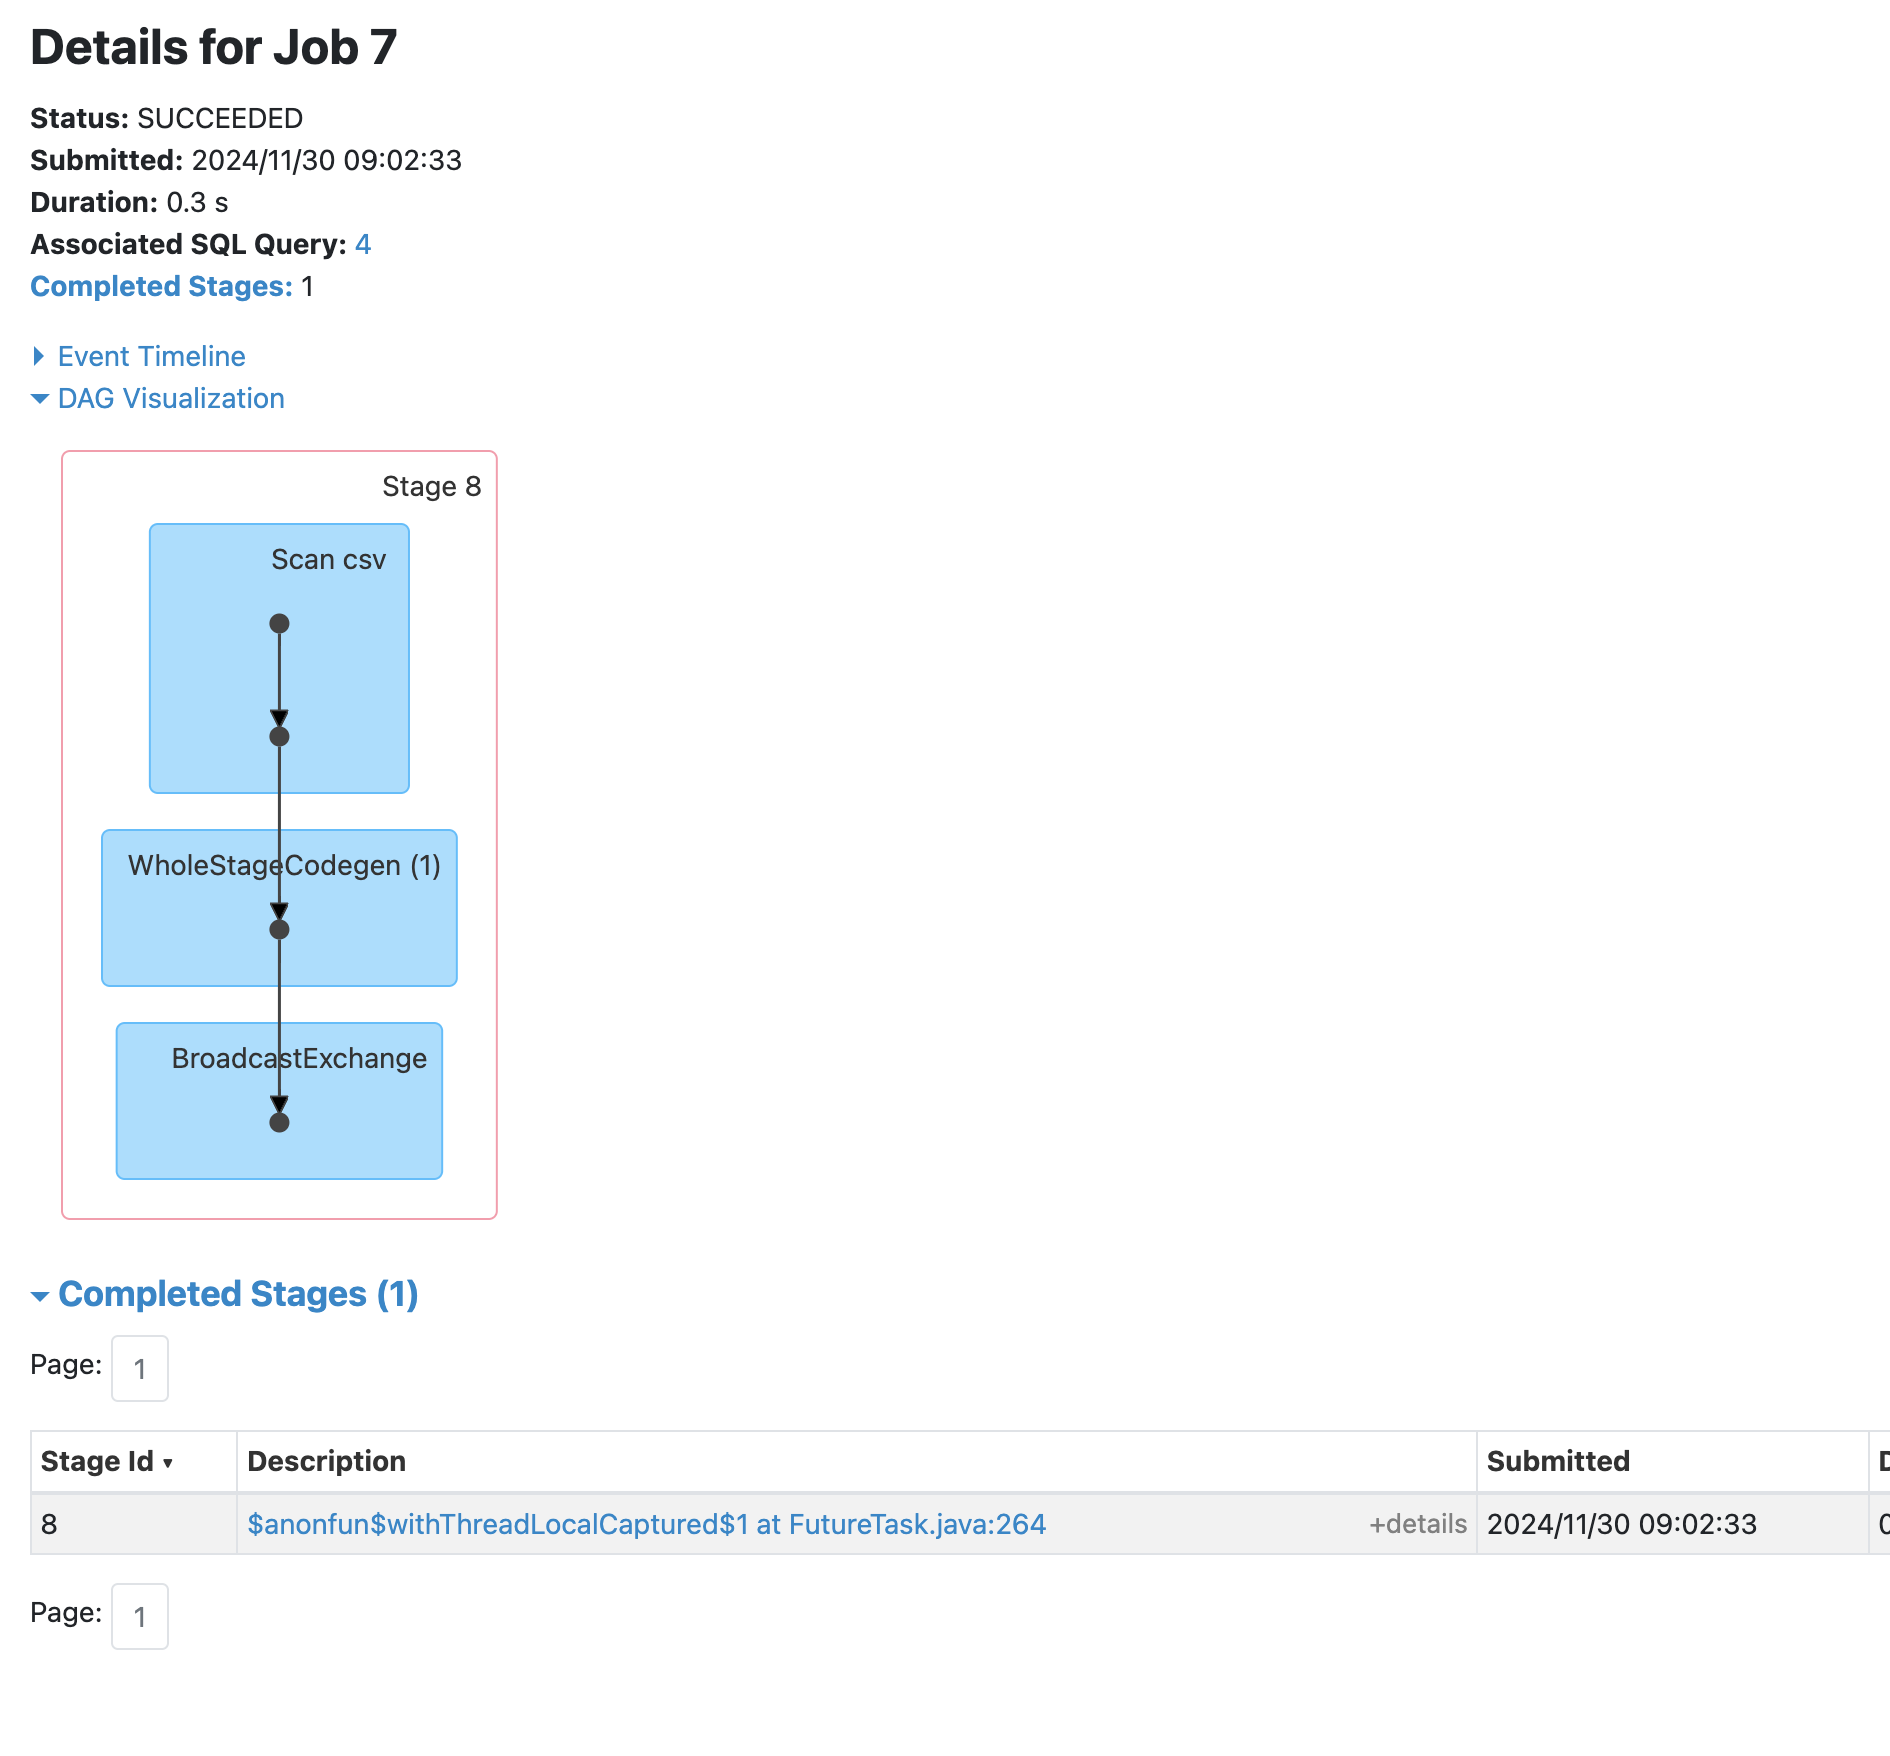 Details for Job 7
Status: SUCCEEDED
Submitted: 2024/11/30 09:02:33
Duration: 0.3 s
Associated SQL Query: 4
Completed Stages: 1
Event Timeline
DAG Visualization
Stage 8
Scan csv
WholeStageCodegen (1)
BroadcastExchange
Completed Stages (1)
Page: 1
Stage Id ▾ Description Submitted
8 $anonfun$withThreadLocalCaptured$1 at FutureTask.java:264 +details 2024/11/30 09:02:33
Page: 1